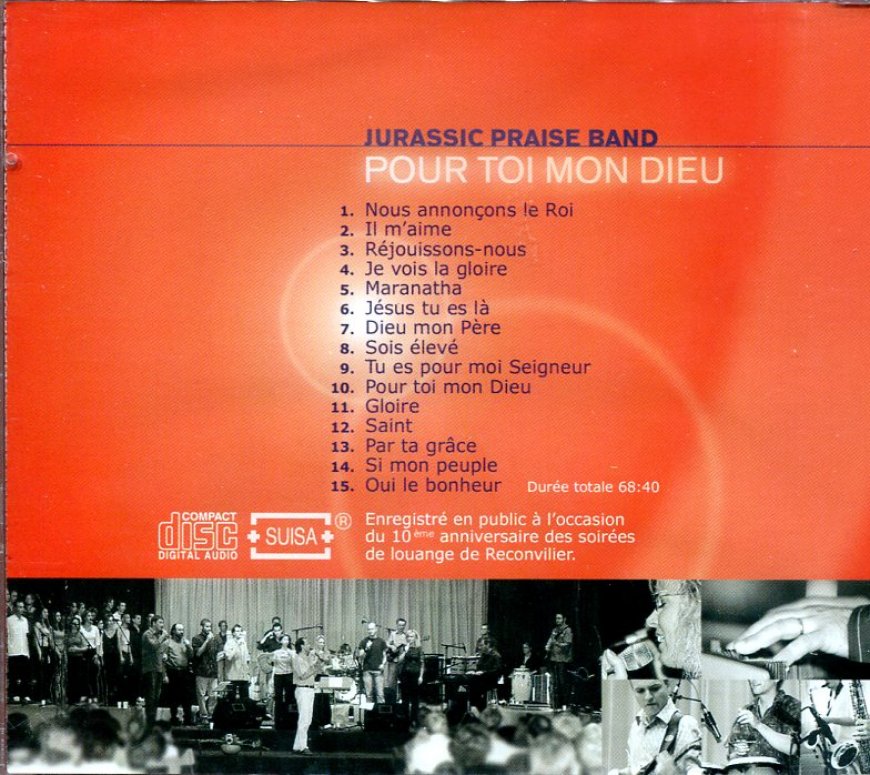 JURASSIC PRAISE BAND
POUR TOI MON DIEU
1. Nous annonçons le Roi
2. Il m'aime
3. Réjouissons-nous
4. Je vois la gloire
5. Maranatha
6. Jésus tu es là
7. Dieu mon Père
8. Sois élevé
9. Tu es pour moi Seigneur
10. Pour toi mon Dieu
11. Gloire
12. Saint
13. Par ta grâce
14. Si mon peuple
15. Oui le bonheur Durée totale 68:40
COMPACT
disc
DIGITAL AUDIO
SUISA ®
Enregistré en public à l'occasion
du 10ème anniversaire des soirées
de louange de Reconvilier.